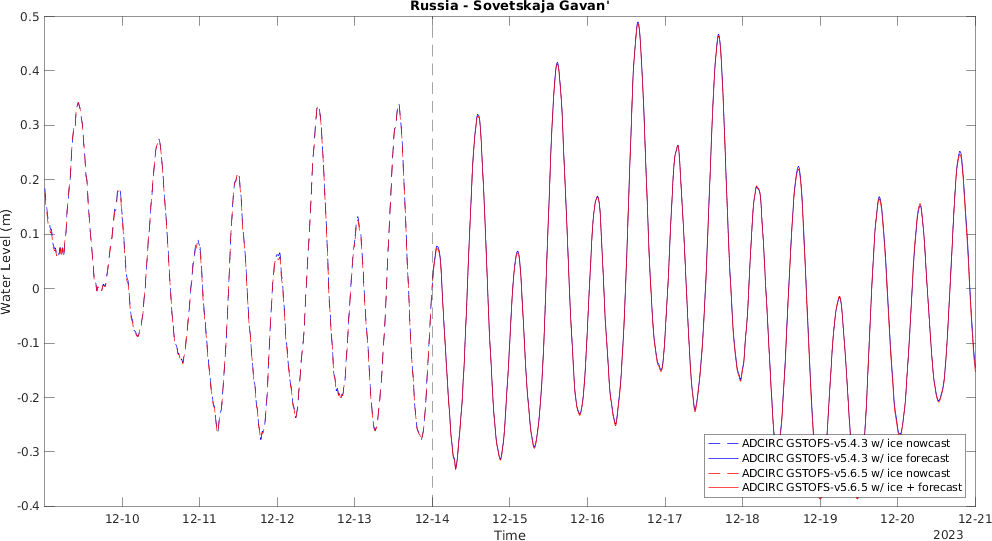 Russia - Sovetskaja Gavan'
0.5
0.4
0.3
0.2
0.1
0
-0.1
-0.2
-0.3
-0.4
Water Level (m)
ADCIRC GSTOFS-v5.4.3 w/ ice nowcast
ADCIRC GSTOFS-v5.4.3 w/ ice forecast
ADCIRC GSTOFS-v5.6.5 w/ ice nowcast
ADCIRC GSTOFS-v5.6.5 w/ ice + forecast
12-10 12-11 12-12 12-13 12-14 12-15 12-16 12-17 12-18 12-19 12-20 12-21
Time
2023